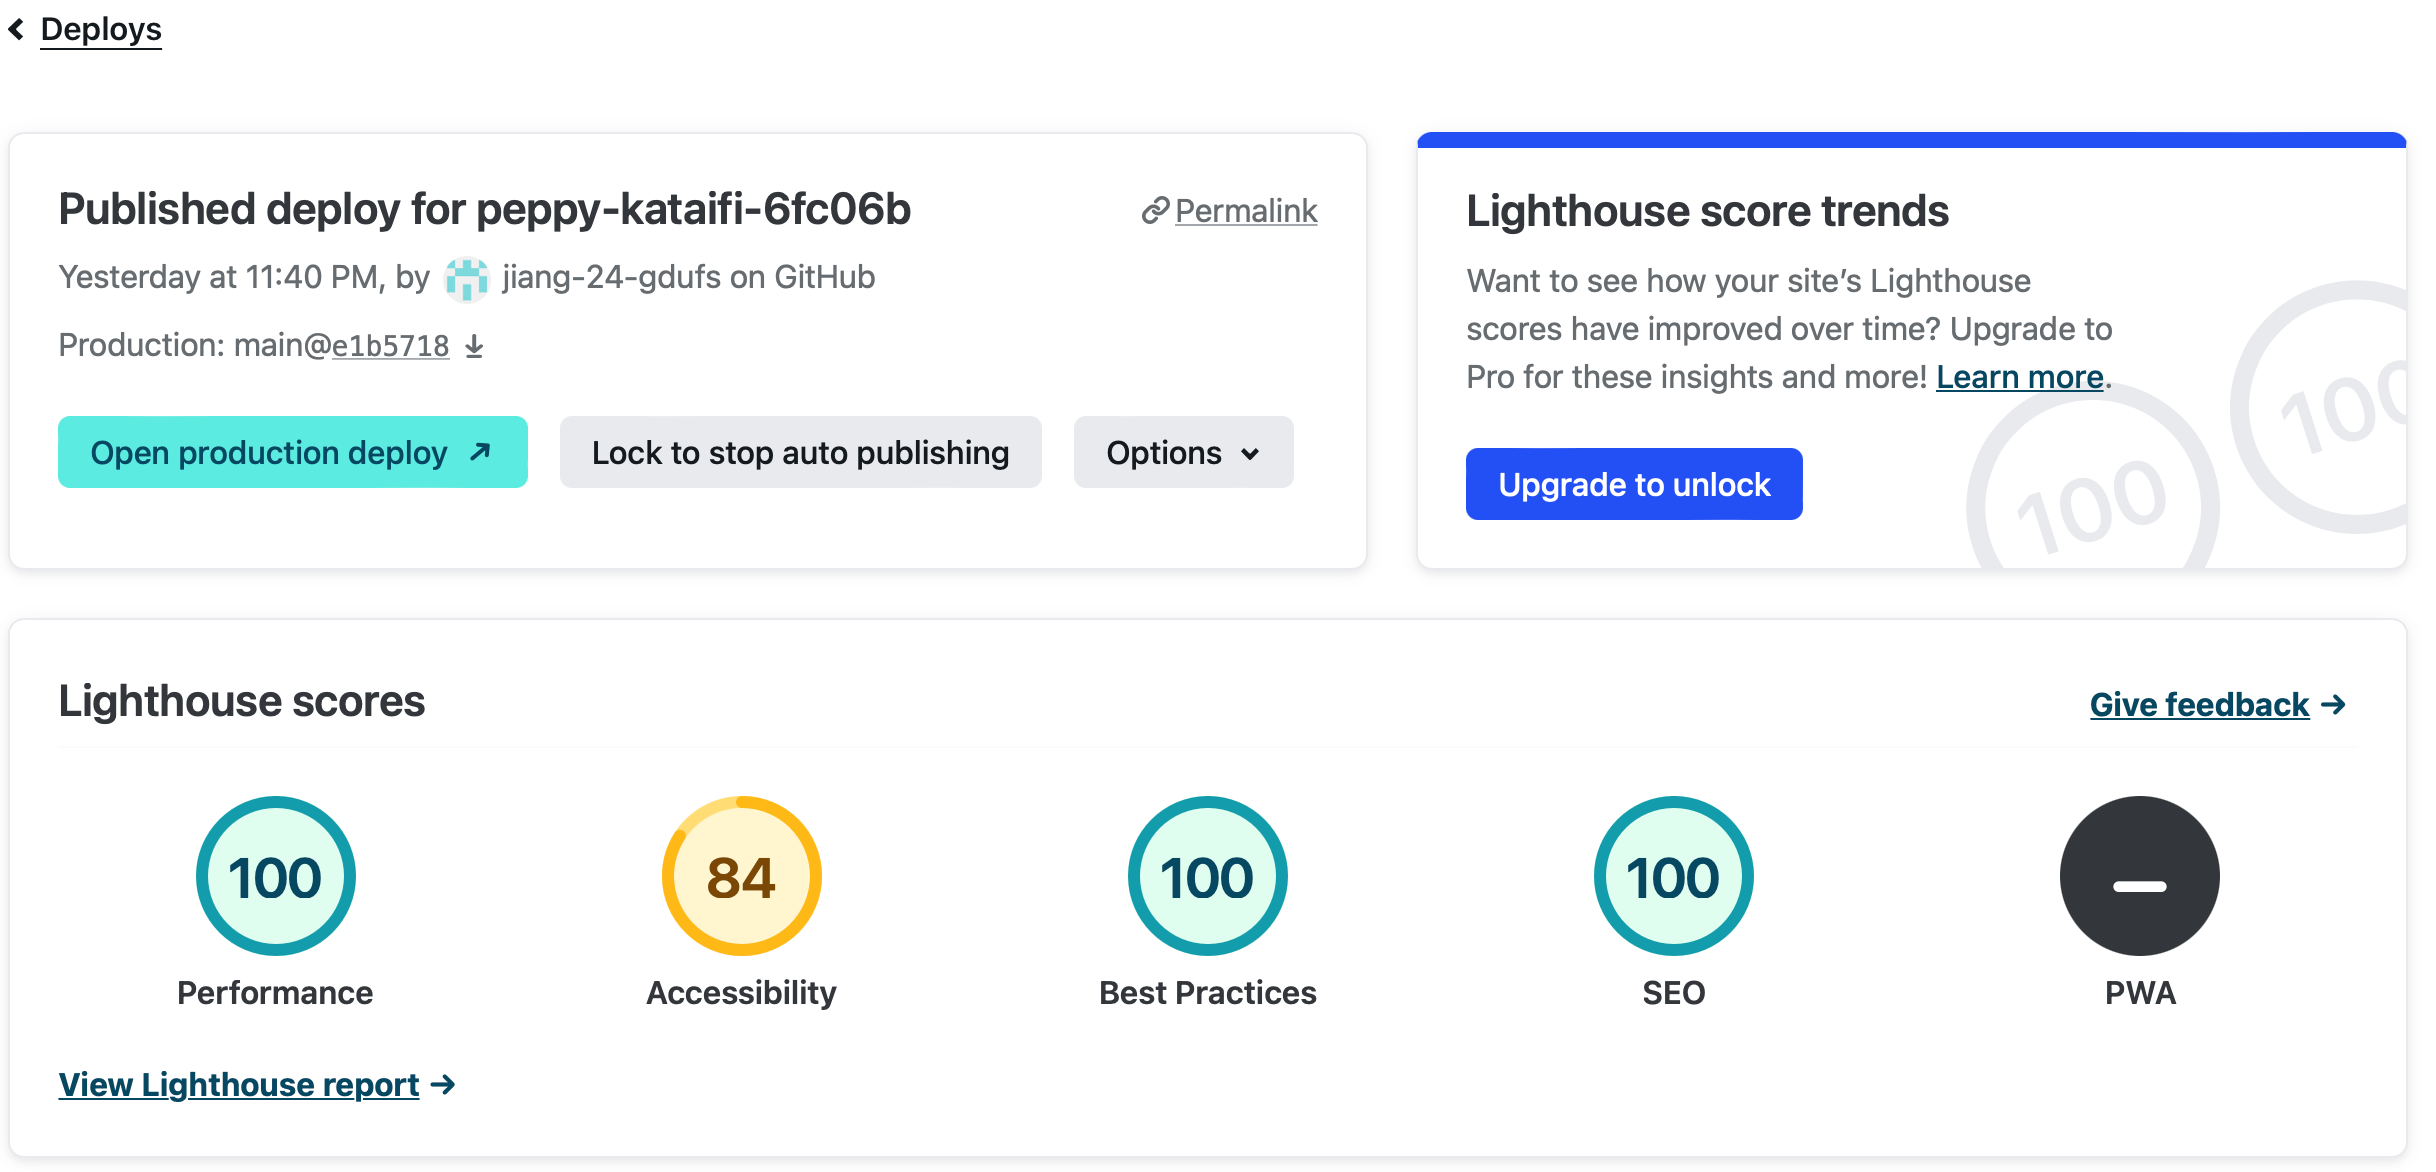 Deploys
Published deploy for peppy-kataifi-6fc06b
Permalink
Yesterday at 11:40 PM, by jiang-24-gdufs on GitHub
Production: main@e1b5718
Open production deploy
Lock to stop auto publishing
Options
Lighthouse score trends
Want to see how your site’s Lighthouse
scores have improved over time? Upgrade to
Pro for these insights and more! Learn more.
Upgrade to unlock
100
100
Lighthouse scores
Give feedback
100
Performance
84
Accessibility
100
Best Practices
100
SEO
–
PWA
View Lighthouse report